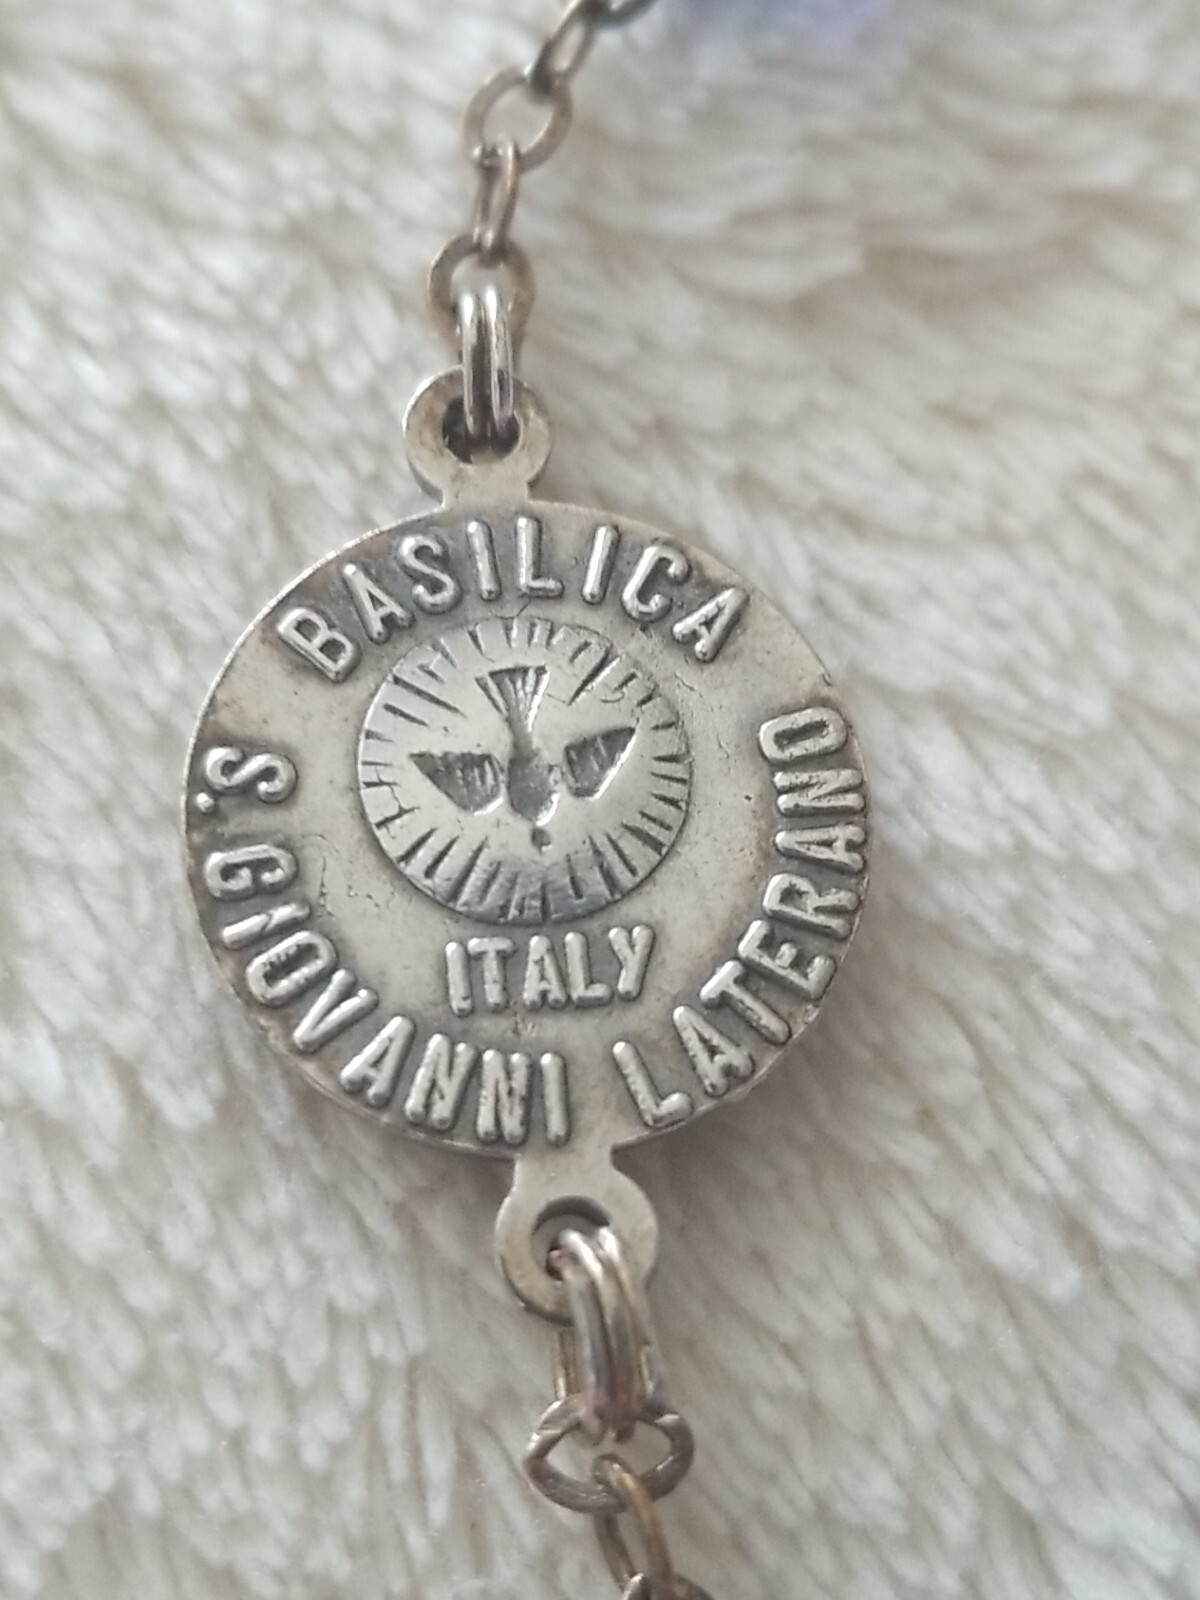 BASILICA
S. GIOVANNI LATERANO
ITALY